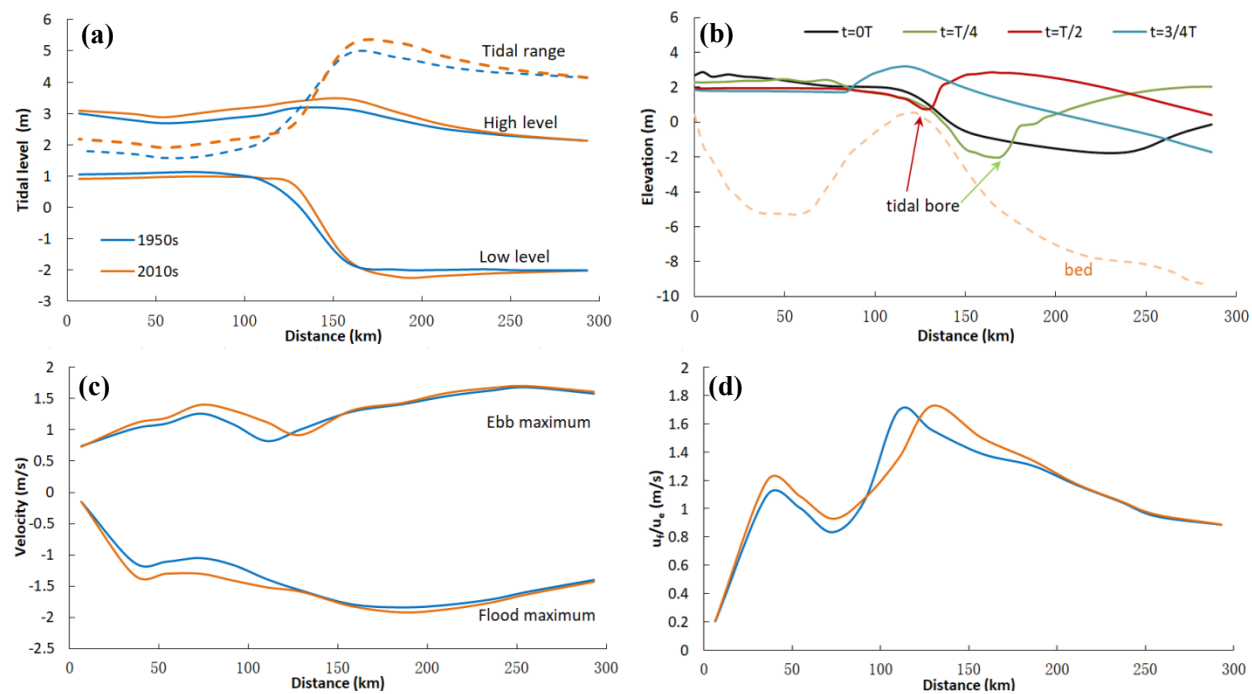 (a)
Tidal range
High level
Low level
1950s
2010s
Tidal level (m)
6
5
4
3
2
1
0
-1
-2
-3
0 50 100 150 200 250 300
Distance (km)
(b)
t=0T t=T/4 t=T/2 t=3/4T
tidal bore
bed
Elevation (m)
6
4
2
0
-2
-4
-6
-8
-10
0 50 100 150 200 250 300
Distance (km)
(c)
Ebb maximum
Flood maximum
Velocity (m/s)
2
1.5
1
0.5
0
-0.5
-1
-1.5
-2
-2.5
0 50 100 150 200 250 300
Distance (km)
(d)
uf/ue (m/s)
2
1.8
1.6
1.4
1.2
1
0.8
0.6
0.4
0.2
0
0 50 100 150 200 250 300
Distance (km)